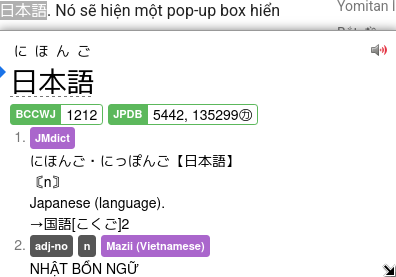 日本語. Nó sẽ hiện một pop-up box hiển
Yomitan l
にほんご
日本語
BCCWJ 1212 JPDB 5442, 135299㋕
1. JMdict
にほんご・にっぽんご【日本語】
〘n〙
Japanese (language).
→国語[こくご]2
2. adj-no n Mazii (Vietnamese)
NHẬT BỔN NGỮ